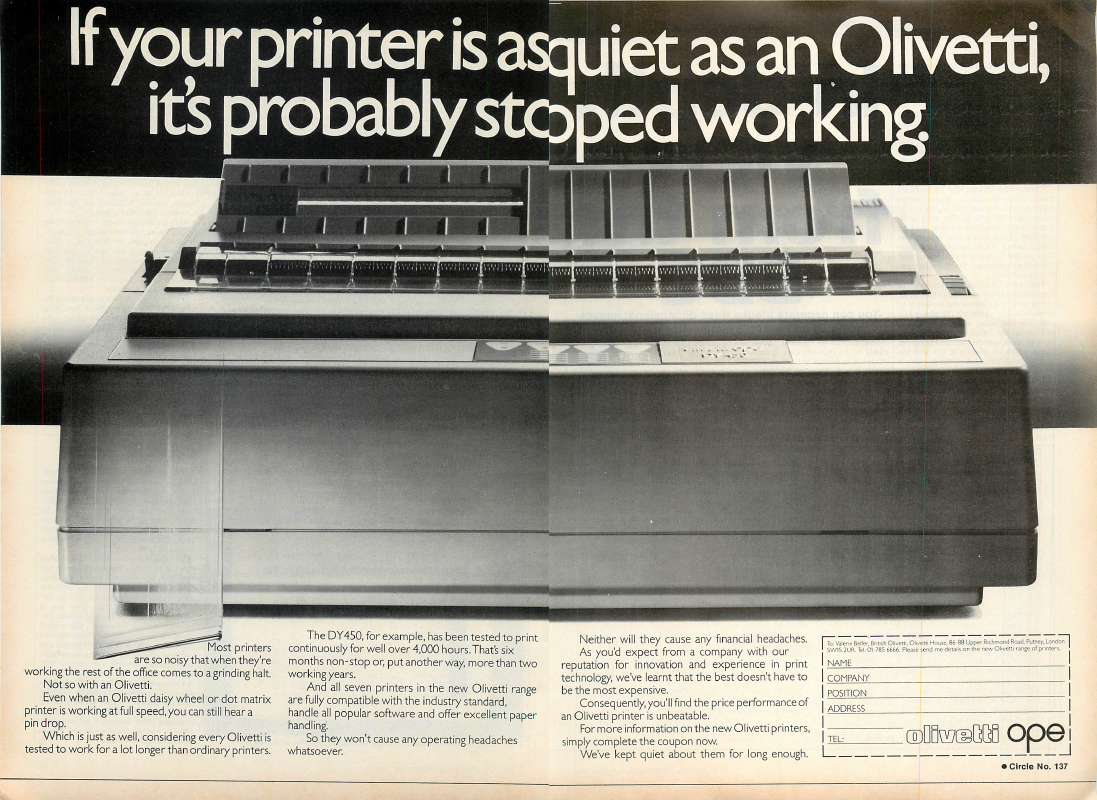 If your printer is as quiet as an Olivetti,
it's probably stopped working.
Most printers
are so noisy that when they're
working the rest of the office comes to a grinding halt.
Not so with an Olivetti.
Even when an Olivetti daisy wheel or dot matrix
printer is working at full speed, you can still hear a
pin drop.
Which is just as well, considering every Olivetti is
tested to work for a lot longer than ordinary printers.
The DY450, for example, has been tested to print
continuously for well over 4,000 hours. That's six
months non-stop or, put another way, more than two
working years.
And all seven printers in the new Olivetti range
are fully compatible with the industry standard,
handle all popular software and offer excellent paper
handling.
So they won't cause any operating headaches
whatsoever.
Neither will they cause any financial headaches.
As you'd expect from a company with our
reputation for innovation and experience in print
technology, we've learnt that the best doesn't have to
be the most expensive.
Consequently, you'll find the price performance of
an Olivetti printer is unbeatable.
For more information on the new Olivetti printers,
simply complete the coupon now.
We've kept quiet about them for long enough.
To: Valerie Belfer, British Olivetti, Olivetti House, 86-88 Upper Richmond Road, Putney, London
SW15 2UR. Tel: 01-785 6666. Please send me details on the new Olivetti range of printers.
NAME
COMPANY
POSITION
ADDRESS
TEL:
olivetti ope
● Circle No. 137